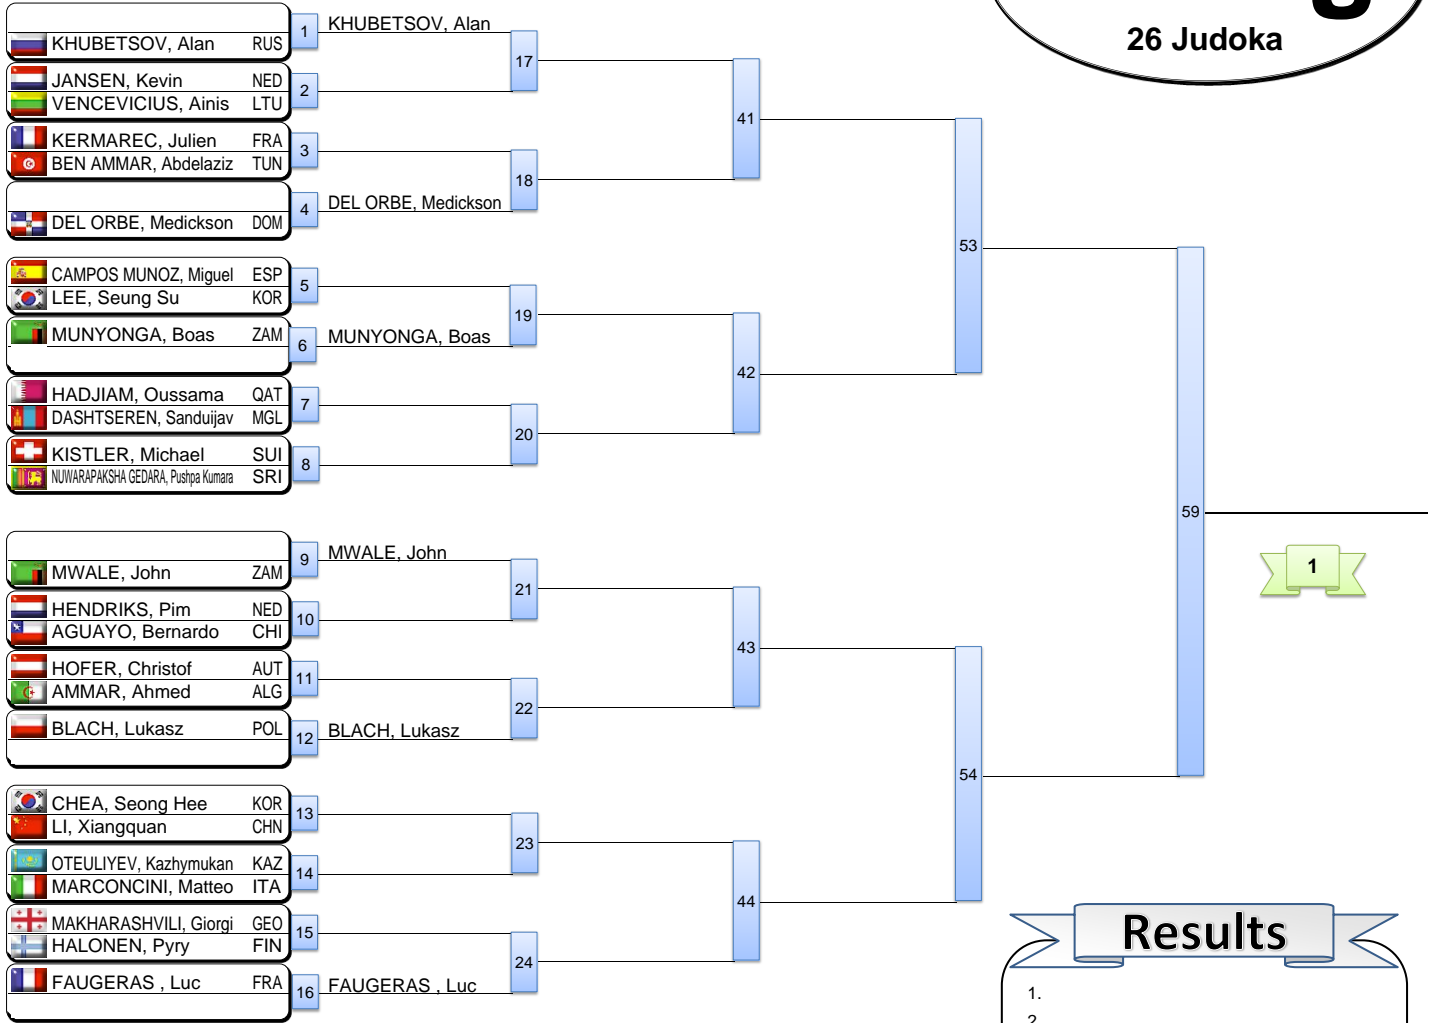 26 Judoka
KHUBETSOV, Alan RUS
1
KHUBETSOV, Alan
JANSEN, Kevin NED
VENCEVICIUS, Ainis LTU
2
17
KERMAREC, Julien FRA
BEN AMMAR, Abdelaziz TUN
3
DEL ORBE, Medickson DOM
4
DEL ORBE, Medickson
18
41
CAMPOS MUNOZ, Miguel ESP
LEE, Seung Su KOR
5
MUNYONGA, Boas ZAM
6
MUNYONGA, Boas
19
HADJIAM, Oussama QAT
DASHTSEREN, Sanduijav MGL
7
KISTLER, Michael SUI
NUWARAPAKSHA GEDARA, Pushpa Kumara SRI
8
20
42
53
MWALE, John ZAM
9
MWALE, John
HENDRIKS, Pim NED
AGUAYO, Bernardo CHI
10
21
HOFER, Christof AUT
AMMAR, Ahmed ALG
11
BLACH, Lukasz POL
12
BLACH, Lukasz
22
43
CHEA, Seong Hee KOR
LI, Xiangquan CHN
13
OTEULIYEV, Kazhymukan KAZ
MARCONCINI, Matteo ITA
14
23
MAKHARASHVILI, Giorgi GEO
HALONEN, Pyry FIN
15
FAUGERAS , Luc FRA
16
FAUGERAS , Luc
24
44
54
59
1
Results
1.
2.